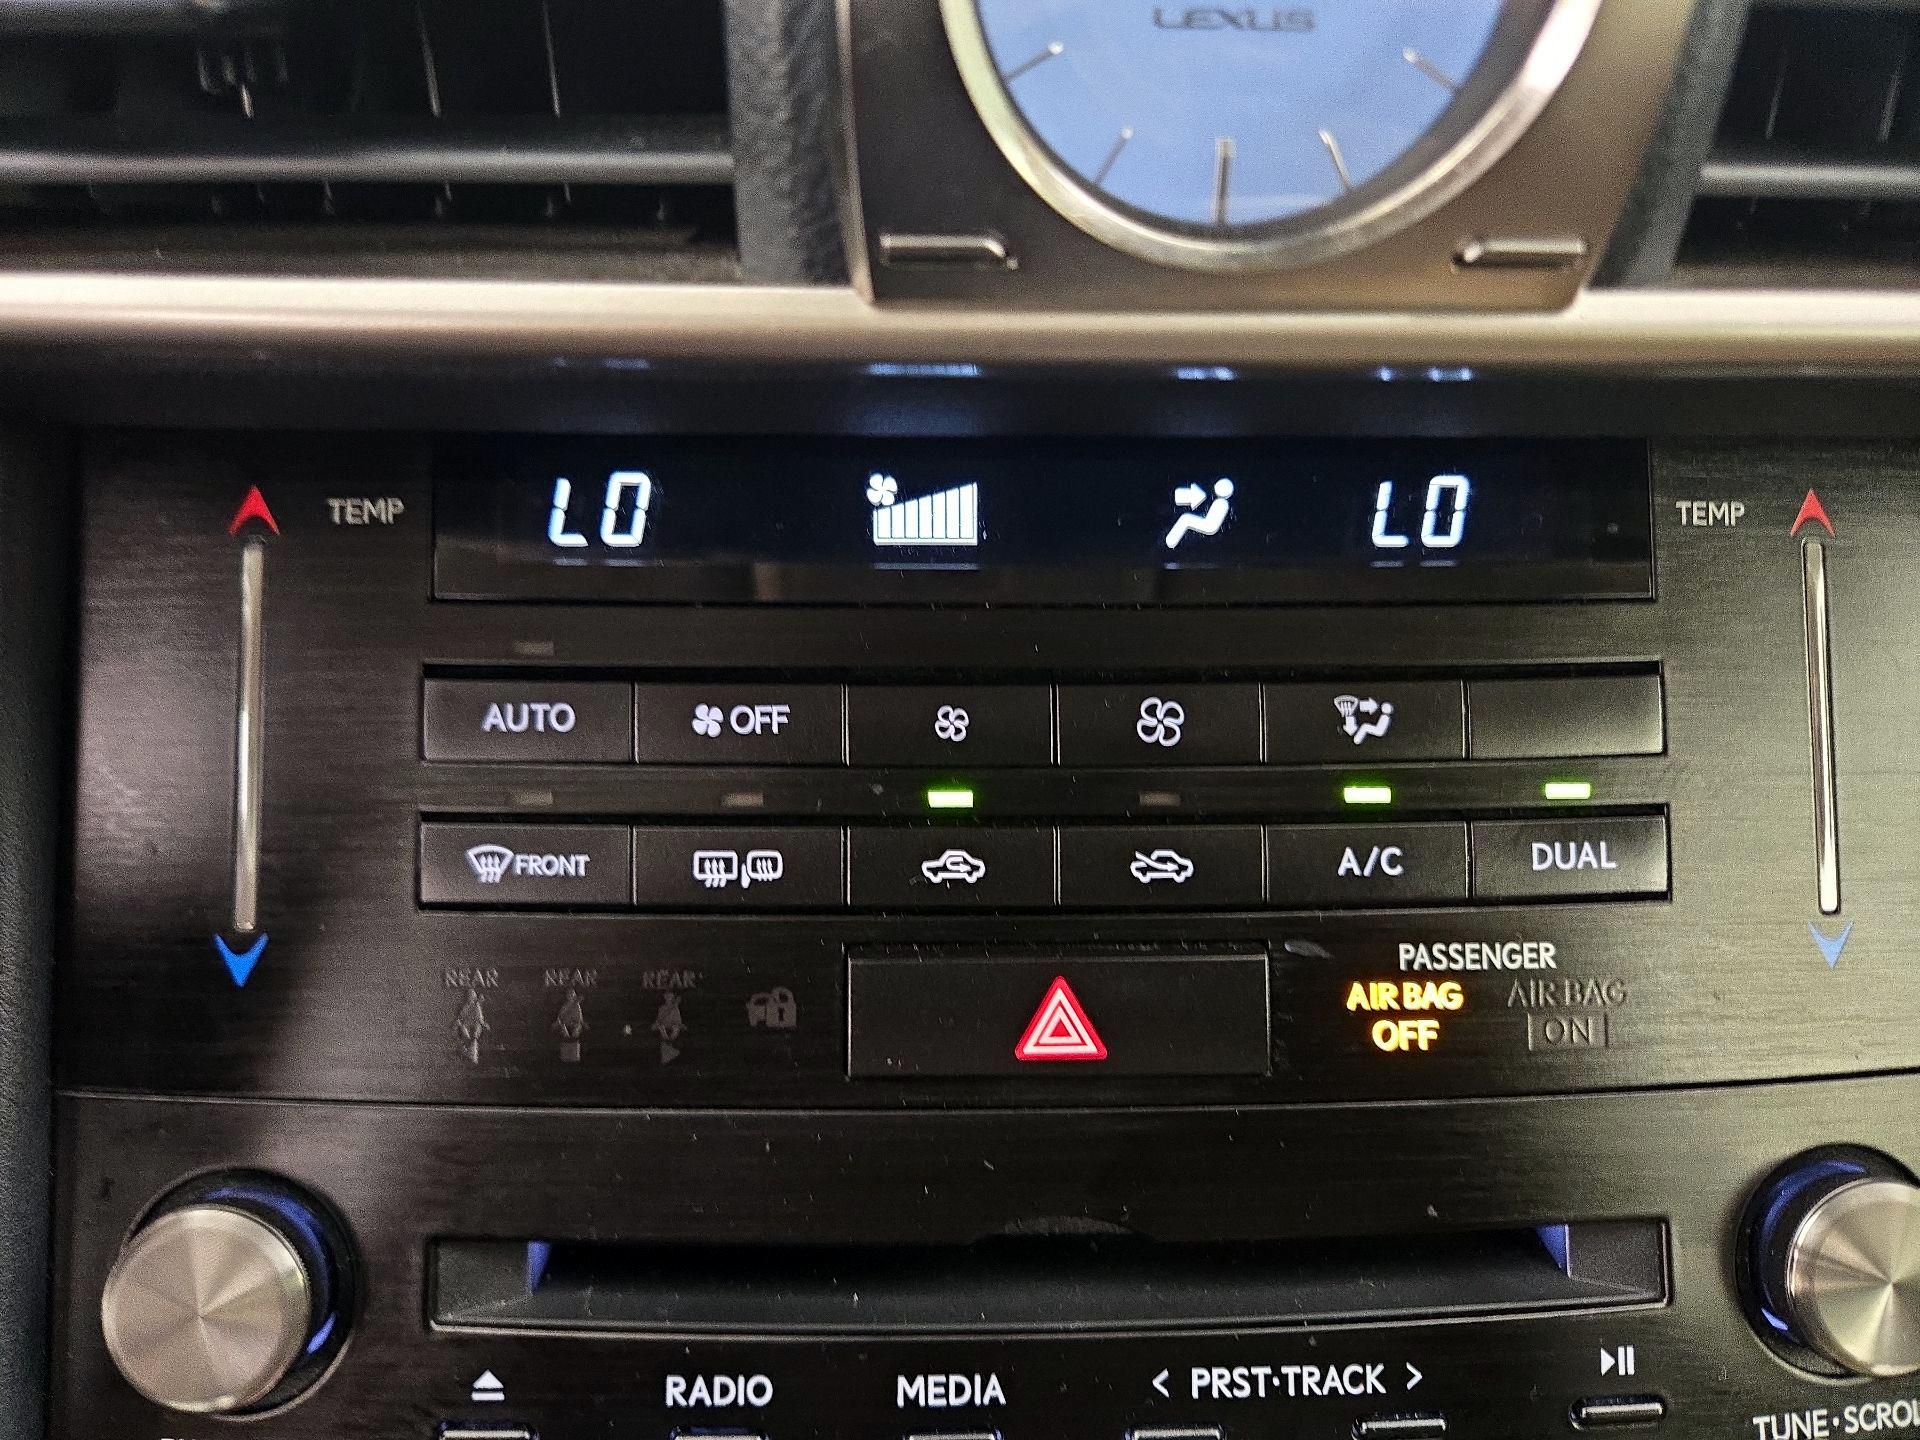 LEXUS
TEMP
LO
LO
TEMP
AUTO
OFF
FRONT
A/C
DUAL
REAR
REAR
REAR
PASSENGER
AIR BAG
OFF
AIR BAG
ON
RADIO
MEDIA
< PRST·TRACK >
TUNE·SCROL